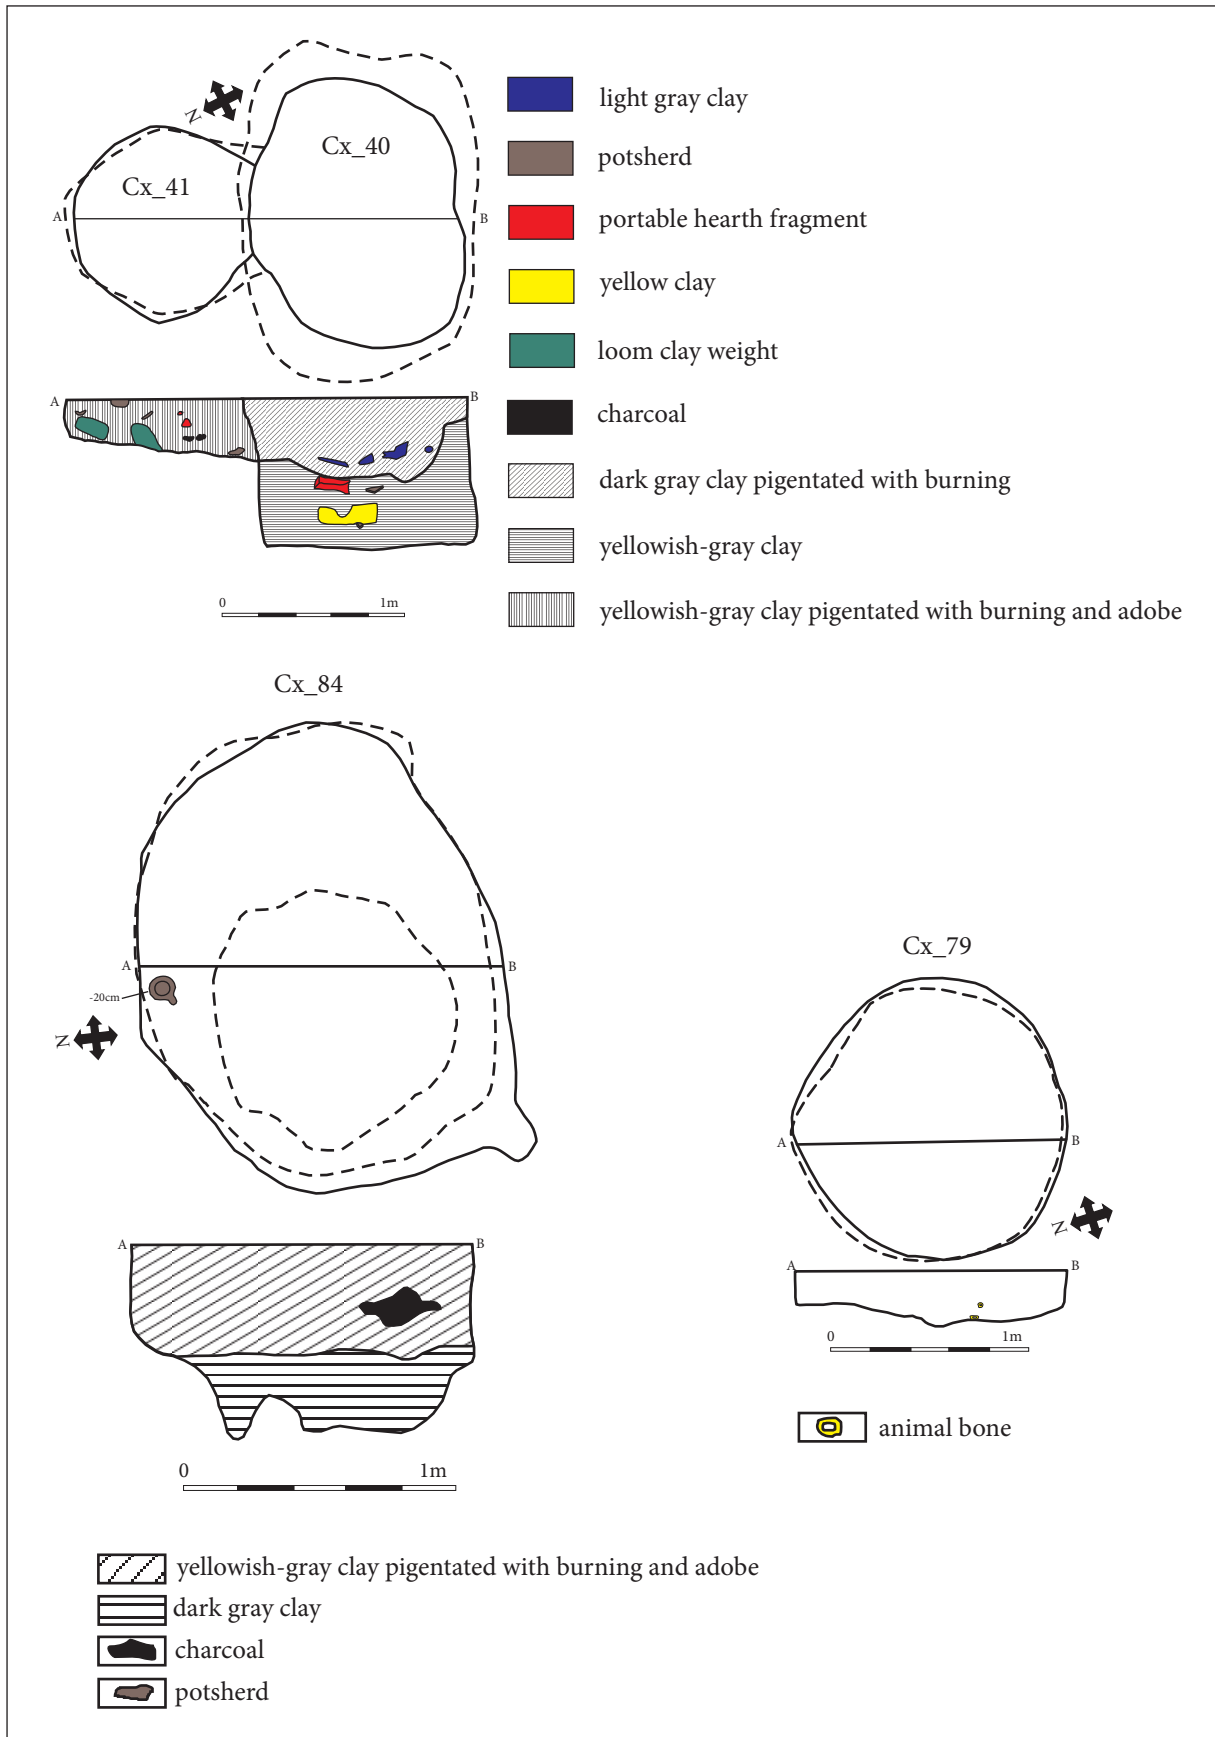 N
Cx_40
Cx_41
A
B
light gray clay
potsherd
portable hearth fragment
yellow clay
loom clay weight
charcoal
dark gray clay pigentated with burning
yellowish-gray clay
yellowish-gray clay pigentated with burning and adobe
A
B
0
1m
Cx_84
A
B
-20cm
N
A
B
0
1m
yellowish-gray clay pigentated with burning and adobe
dark gray clay
charcoal
potsherd
Cx_79
A
B
N
A
B
0
1m
animal bone